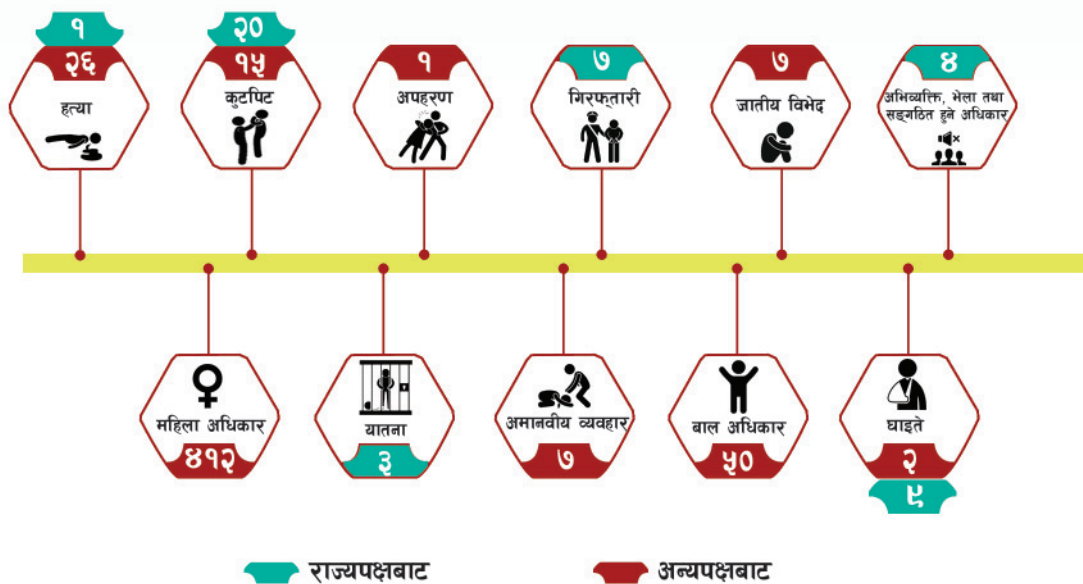 १
२६
हत्या
२०
१५
कुटपिट
१
अपहरण
७
गिरफ्तारी
७
जातीय विभेद
४
अभिव्यक्ति, भेला तथा
सङ्गठित हुने अधिकार
महिला अधिकार
४१२
यातना
३
अमानवीय व्यवहार
७
बाल अधिकार
५०
घाइते
२
९
राज्यपक्षबाट
अन्यपक्षबाट